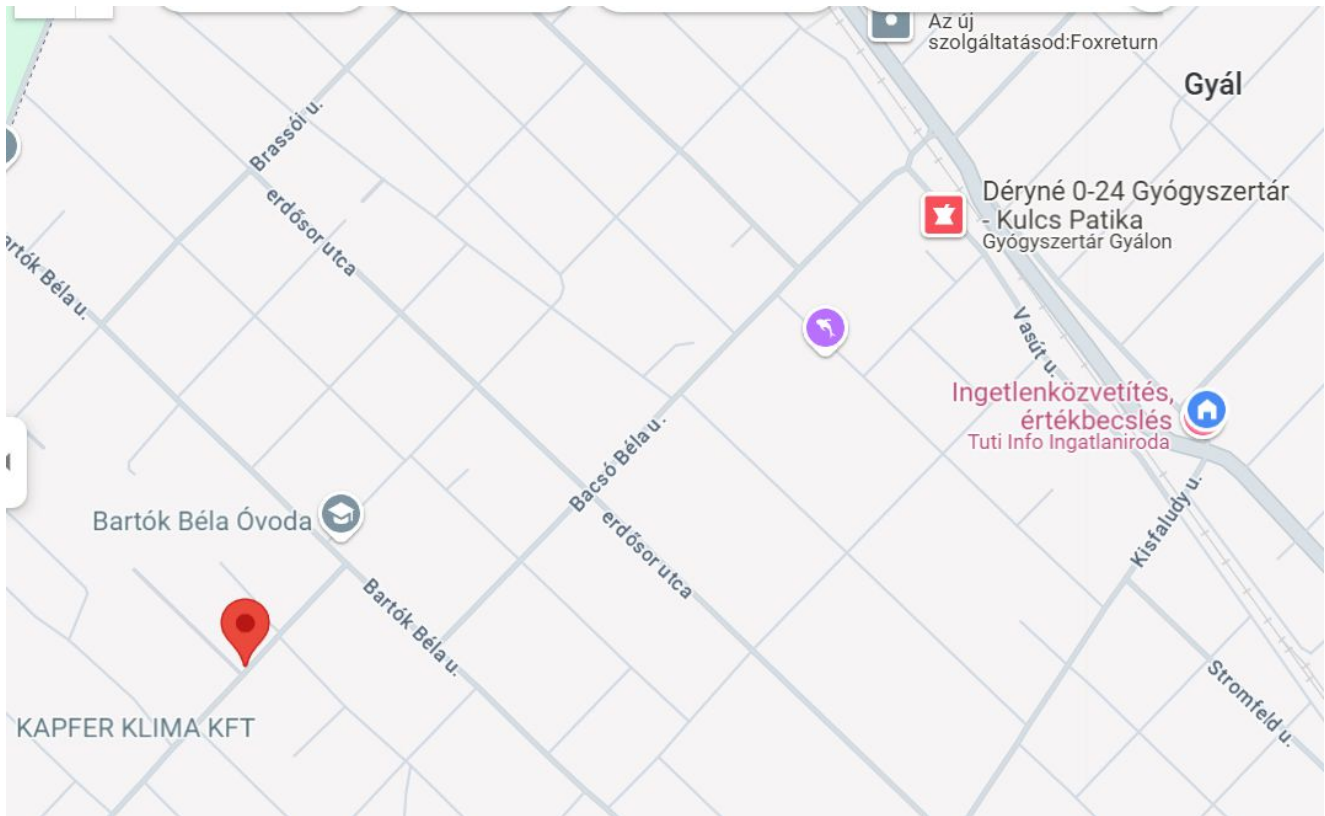 Az új
szolgáltatásod:Foxreturn
Gyál
Brassói u.
Déryné 0-24 Gyógyszertár
- Kulcs Patika
Gyógyszertár Gyálon
erdősor utca
artók Béla u.
Vasút u.
Ingetlenközvetítés,
értékbecslés
Tuti Info Ingatlaniroda
Bacsó Béla u.
Kisfaludy u.
Bartók Béla Óvoda
erdősor utca
Bartók Béla u.
Stromfeld u.
KAPFER KLIMA KFT